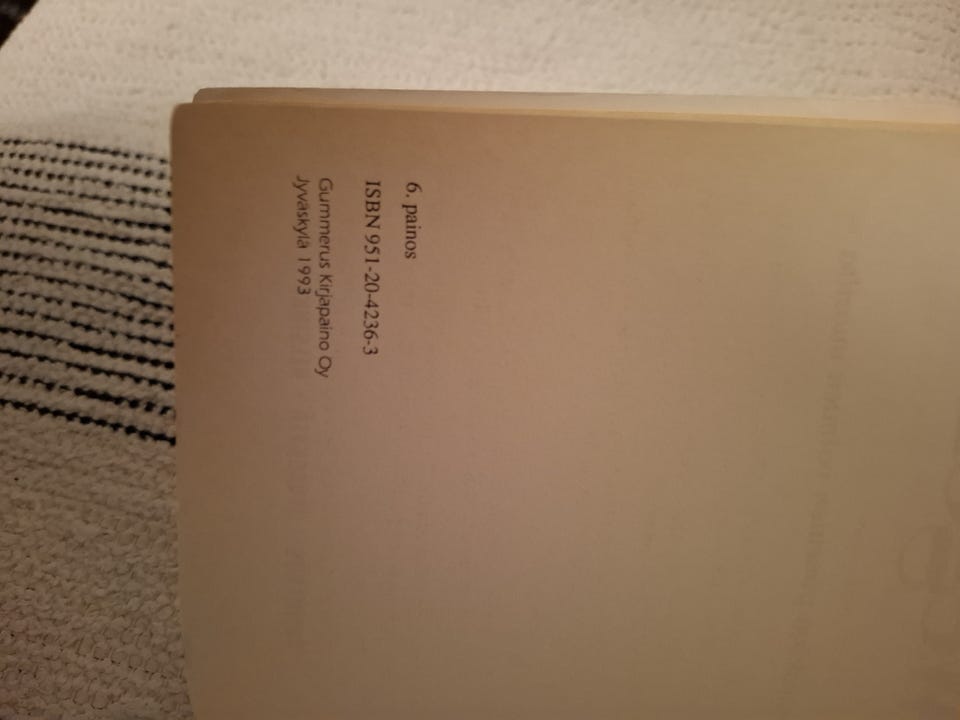 6. painos
ISBN 951-20-4236-3
Gummerus Kirjapaino Oy
Jyväskylä 1993